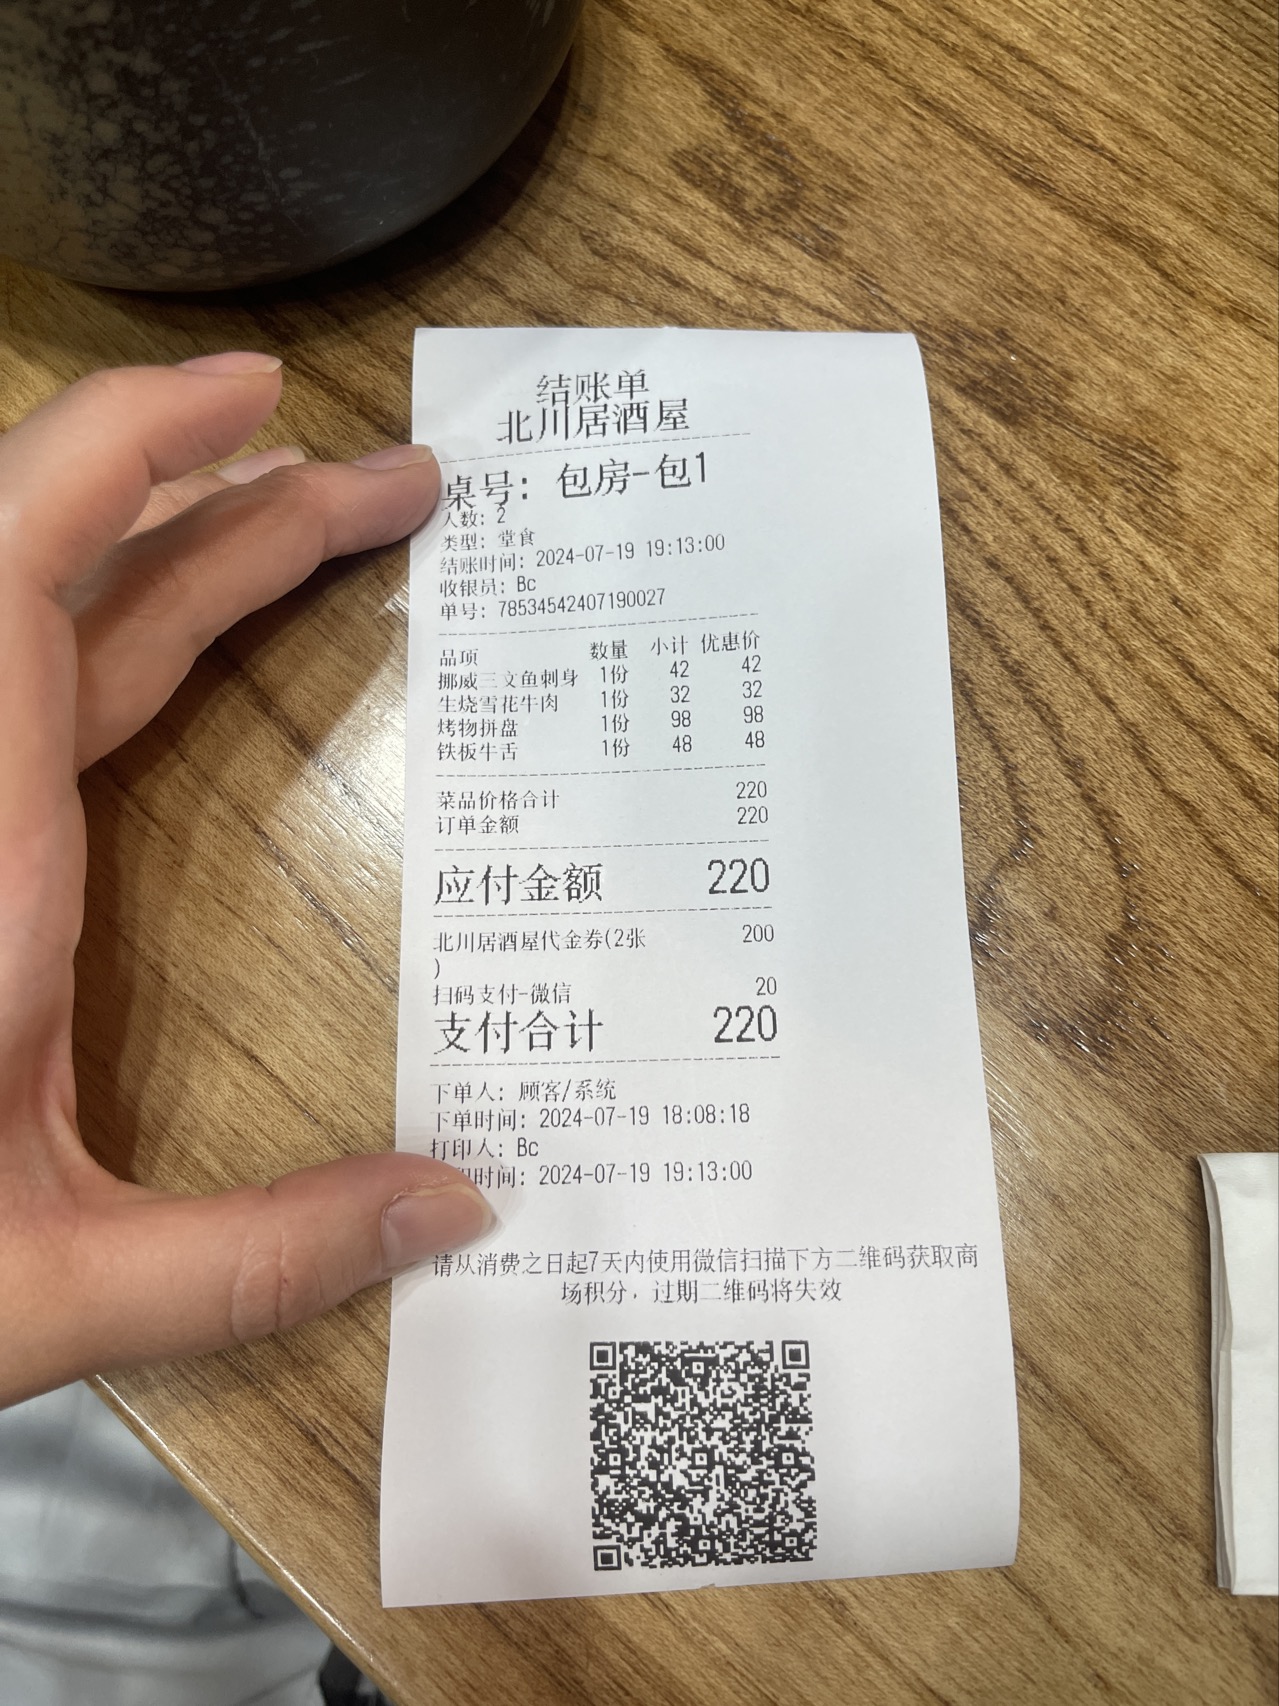 结账单
北川居酒屋
桌号：包房-包1
人数：2
类型：堂食
结账时间：2024-07-19 19:13:00
收银员：Bc
单号：78534542407190027
品项 数量 小计 优惠价
挪威三文鱼刺身 1份 42 42
生烧雪花牛肉 1份 32 32
烤物拼盘 1份 98 98
铁板牛舌 1份 48 48
菜品价格合计 220
订单金额 220
应付金额 220
北川居酒屋代金券(2张 200
)
扫码支付-微信 20
支付合计 220
下单人：顾客/系统
下单时间：2024-07-19 18:08:18
打印人：Bc
时间：2024-07-19 19:13:00
请从消费之日起7天内使用微信扫描下方二维码获取商
场积分，过期二维码将失效